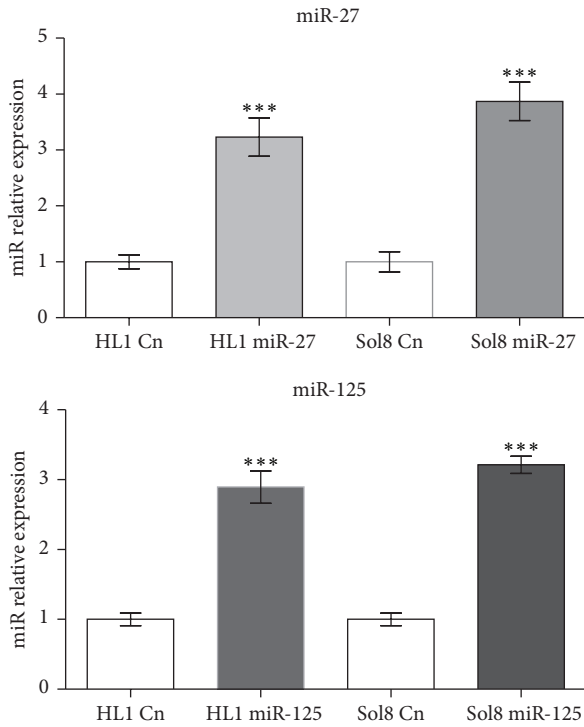 miR-27
miR relative expression
5
4
3
2
1
0
***
***
HL1 Cn
HL1 miR-27
Sol8 Cn
Sol8 miR-27
miR-125
miR relative expression
4
3
2
1
0
***
***
HL1 Cn
HL1 miR-125
Sol8 Cn
Sol8 miR-125